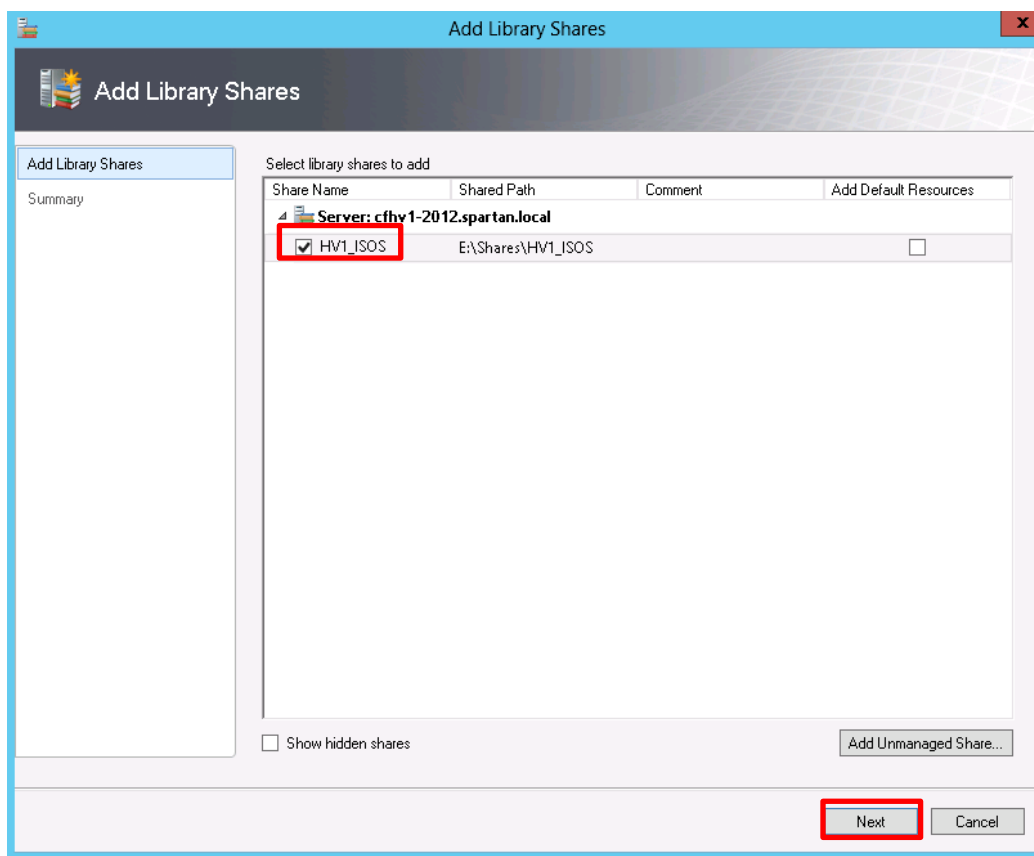 Add Library Shares
x
Add Library Shares
Add Library Shares
Summary
Select library shares to add
Share Name Shared Path Comment Add Default Resources
Server: cfhv1-2012.spartan.local
HV1_ISOS E:\Shares\HV1_ISOS
Show hidden shares Add Unmanaged Share...
Next Cancel